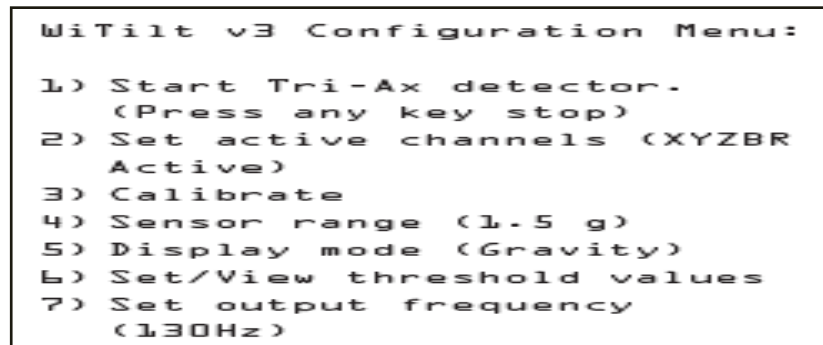 WiTilt v3 Configuration Menu:
1) Start Tri-Ax detector.
(Press any key stop)
2) Set active channels (XYZBR
Active)
3) Calibrate
4) Sensor range (1.5 g)
5) Display mode (Gravity)
6) Set/View threshold values
7) Set output frequency
(130Hz)